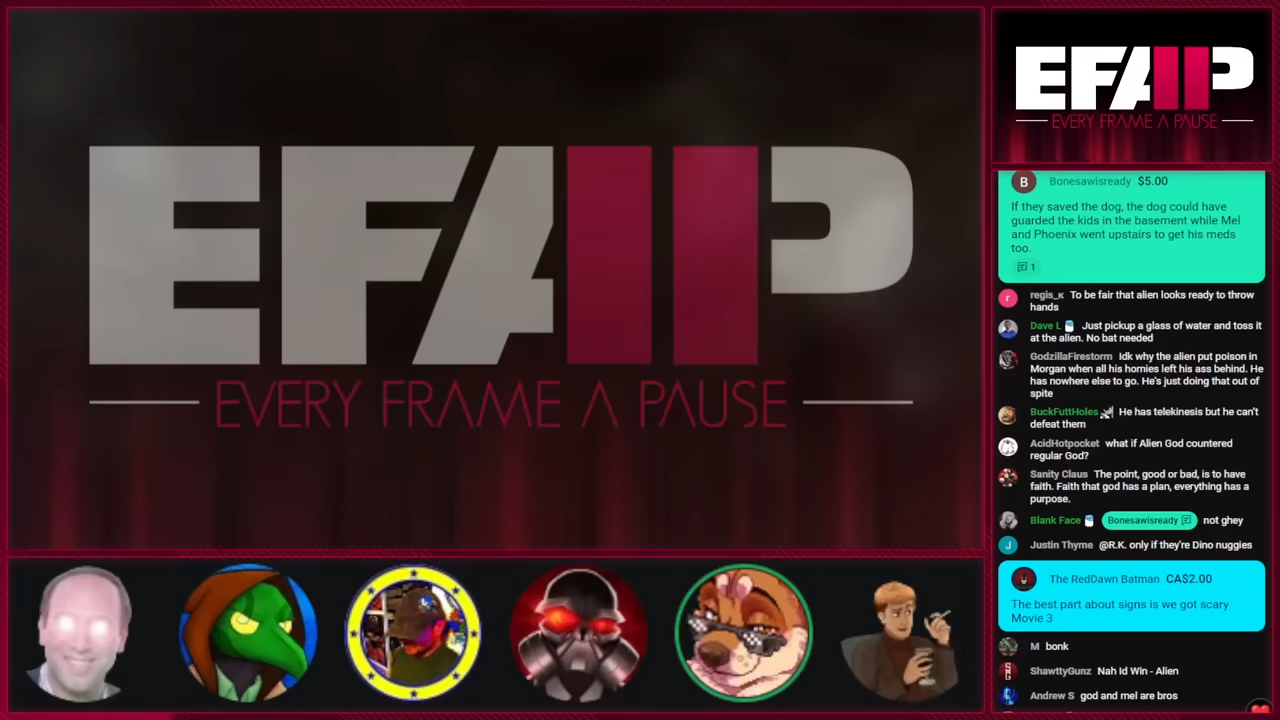 EFAP
EVERY FRAME A PAUSE
EFAP
EVERY FRAME A PAUSE
B Bonesawisready $5.00
If they saved the dog, the dog could have
guarded the kids in the basement while Mel
and Phoenix went upstairs to get his meds
too.
1
r regis_к To be fair that alien looks ready to throw
hands
Dave L Just pickup a glass of water and toss it
at the alien. No bat needed
GodzillaFirestorm Idk why the alien put poison in
Morgan when all his homies left his ass behind. He
has nowhere else to go. He's just doing that out of
spite
BuckFuttHoles He has telekinesis but he can't
defeat them
AcidHotpocket what if Alien God countered
regular God?
Sanity Claus The point, good or bad, is to have
faith. Faith that god has a plan, everything has a
purpose.
Blank Face Bonesawisready not ghey
J Justin Thyme @R.K. only if they're Dino nuggies
The RedDawn Batman CA$2.00
The best part about signs is we got scary
Movie 3
M bonk
ShawttyGunz Nah Id Win - Alien
Andrew S god and mel are bros